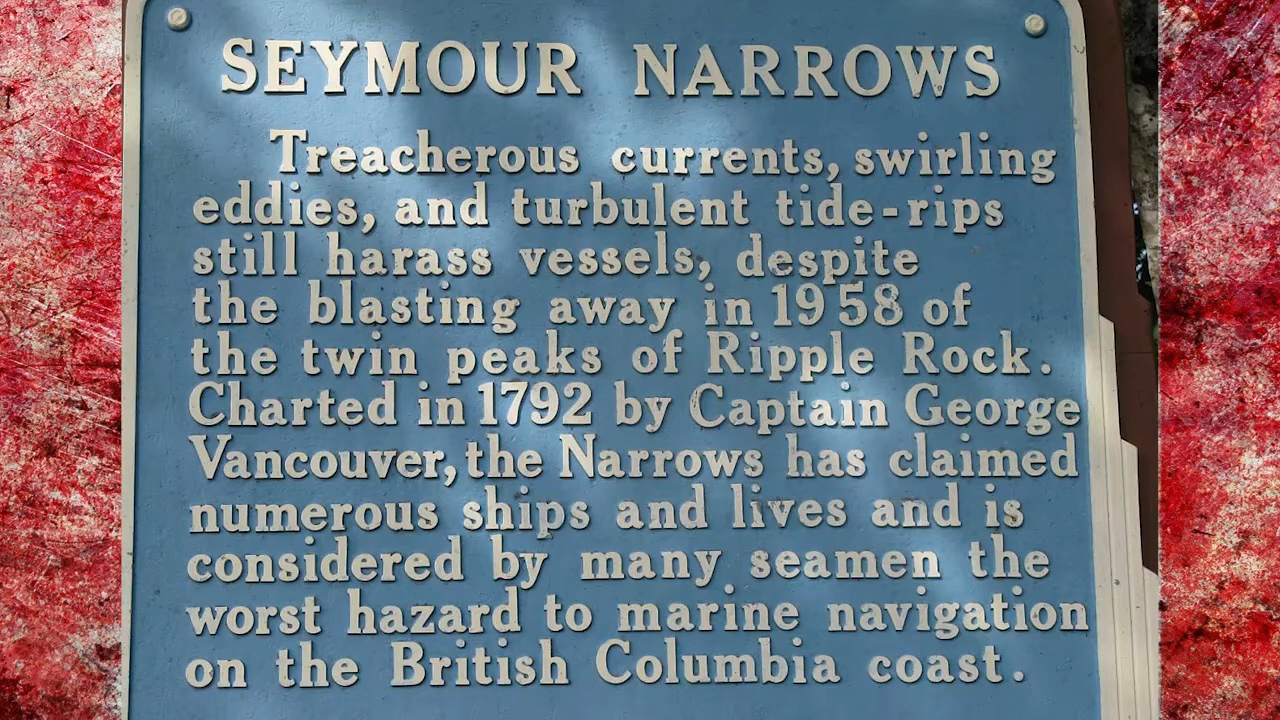 SEYMOUR NARROWS
Treacherous currents, swirling
eddies, and turbulent tide-rips
still harass vessels, despite
the blasting away in 1958 of
the twin peaks of Ripple Rock.
Charted in 1792 by Captain George
Vancouver, the Narrows has claimed
numerous ships and lives and is
considered by many seamen the
worst hazard to marine navigation
on the British Columbia coast.